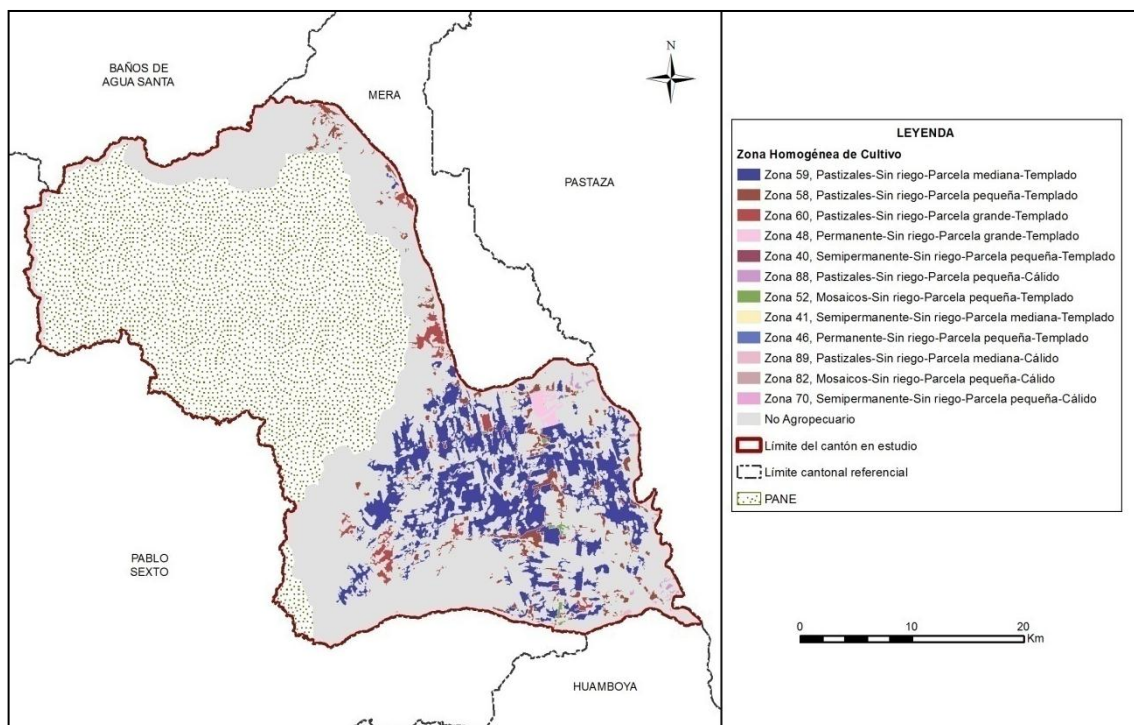 BAÑOS DE
AGUA SANTA
MERA
N
PASTAZA
PABLO
SEXTO
HUAMBOYA
LEYENDA
Zona Homogénea de Cultivo
Zona 59, Pastizales-Sin riego-Parcela mediana-Templado
Zona 58, Pastizales-Sin riego-Parcela pequeña-Templado
Zona 60, Pastizales-Sin riego-Parcela grande-Templado
Zona 48, Permanente-Sin riego-Parcela grande-Templado
Zona 40, Semipermanente-Sin riego-Parcela pequeña-Templado
Zona 88, Pastizales-Sin riego-Parcela pequeña-Cálido
Zona 52, Mosaicos-Sin riego-Parcela pequeña-Templado
Zona 41, Semipermanente-Sin riego-Parcela mediana-Templado
Zona 46, Permanente-Sin riego-Parcela pequeña-Templado
Zona 89, Pastizales-Sin riego-Parcela mediana-Cálido
Zona 82, Mosaicos-Sin riego-Parcela pequeña-Cálido
Zona 70, Semipermanente-Sin riego-Parcela pequeña-Cálido
No Agropecuario
Límite del cantón en estudio
Límite cantonal referencial
PANE
0 10 20
Km